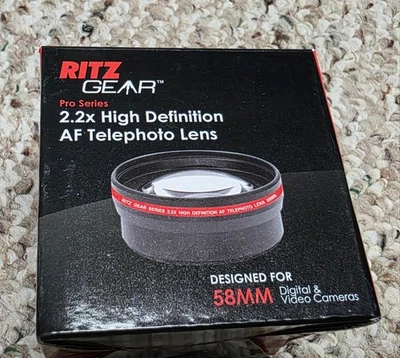 RITZ
GEAR™
Pro Series
2.2x High Definition
AF Telephoto Lens
RITZ GEAR SERIES 2.2X HIGH DEFINITION AF TELEPHOTO LENS 58MM
DESIGNED FOR
58MM Digital &
Video Cameras